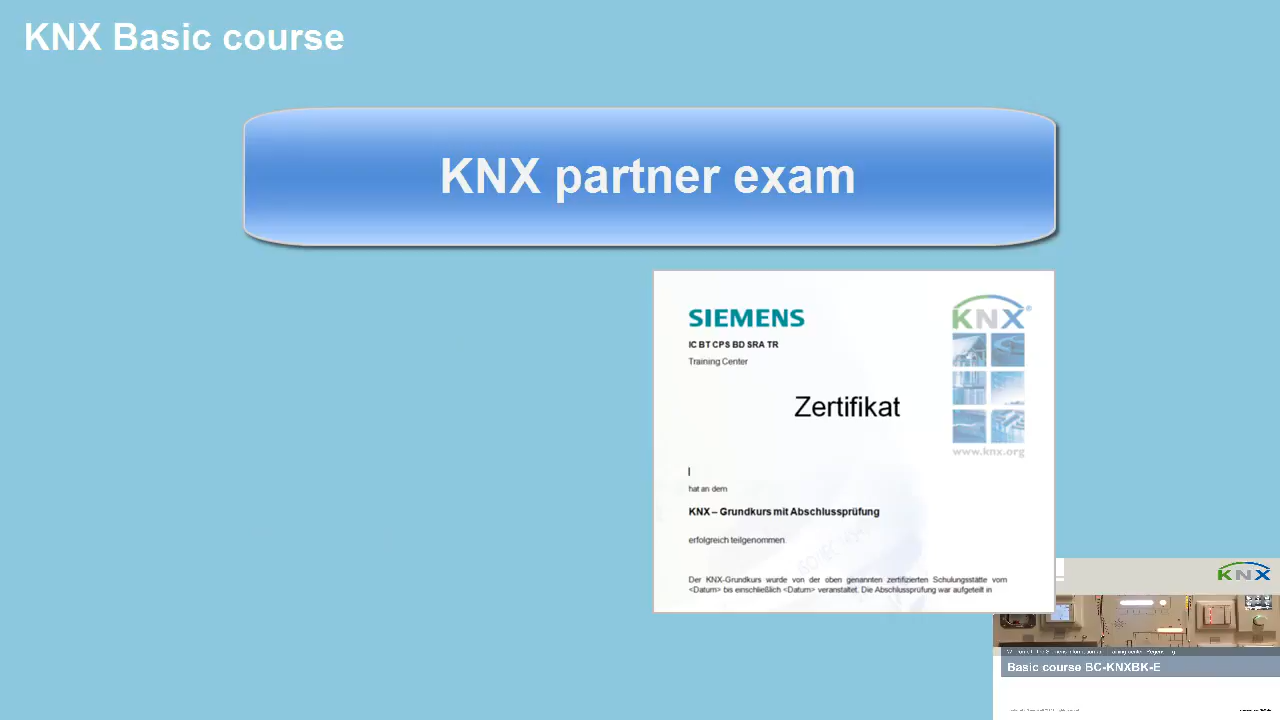 KNX Basic course
KNX partner exam
SIEMENS
IC BT CPS BD SRA TR
Training Center
KNX®
Zertifikat
www.knx.org
hat an dem
KNX – Grundkurs mit Abschlussprüfung
erfolgreich teilgenommen.
Der KNX-Grundkurs wurde von der oben genannten zertifizierten Schulungsstätte vom
<Datum> bis einschließlich <Datum> veranstaltet. Die Abschlussprüfung war aufgeteilt in
KNX
Basic course BC-KNXBK-E